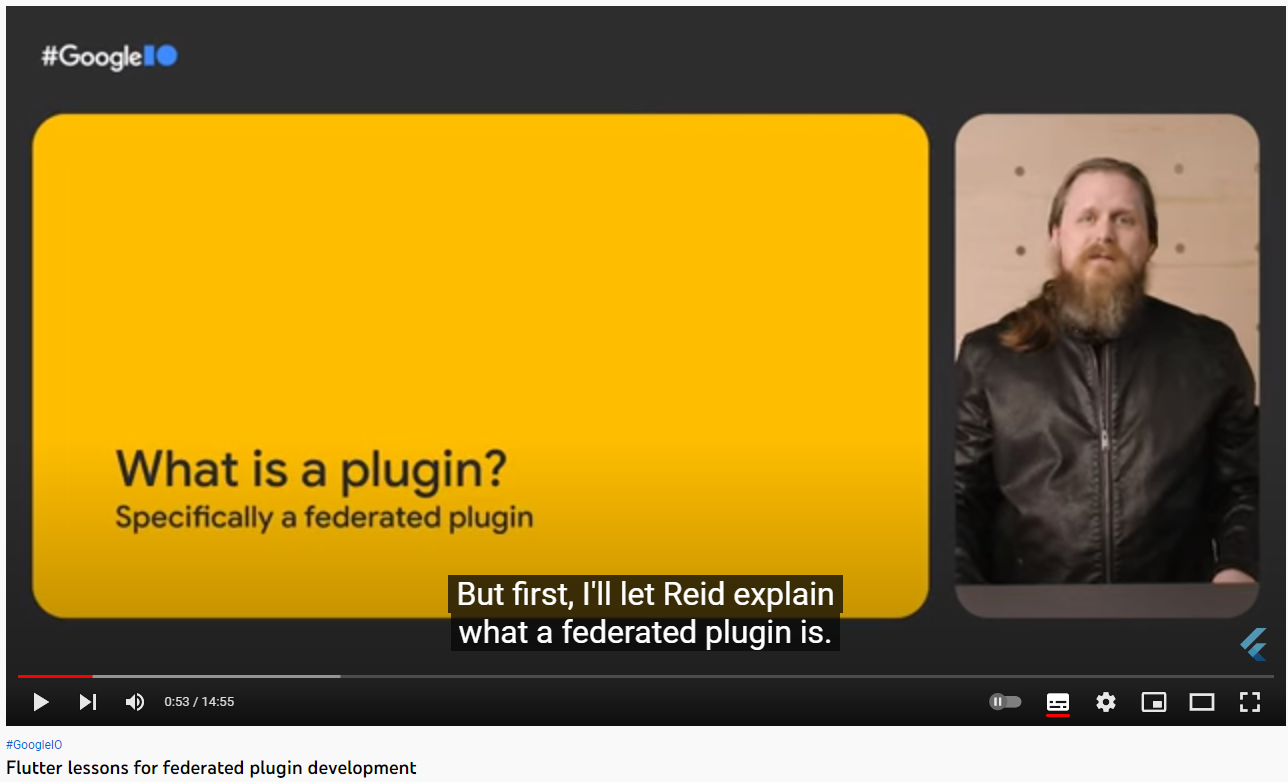 #GoogleIO
What is a plugin?
Specifically a federated plugin
But first, I'll let Reid explain
what a federated plugin is.
0:53 / 14:55
#GoogleIO
Flutter lessons for federated plugin development